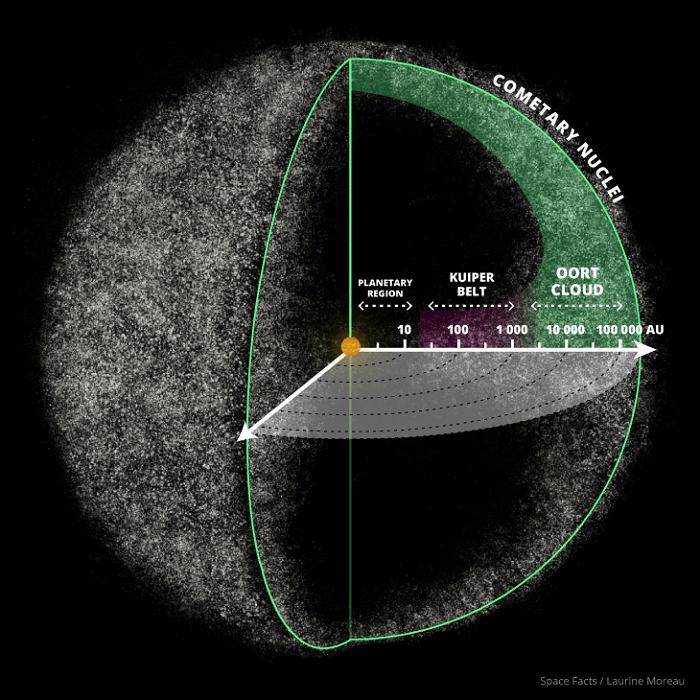 COMETARY NUCLEI
PLANETARY
REGION
KUIPER
BELT
OORT
CLOUD
10 100 1 000 10 000 100 000 AU
Space Facts / Laurine Moreau